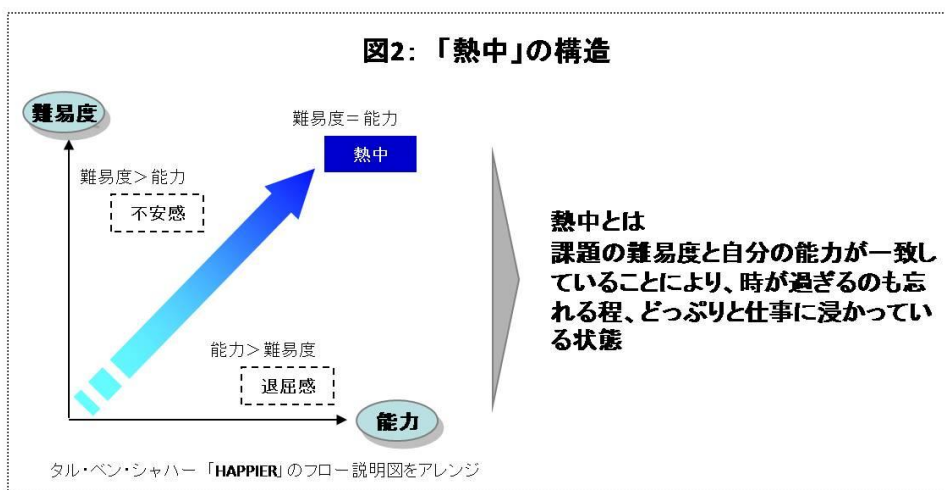 図2: 「熱中」の構造
難易度
難易度＝能力
熱中
難易度＞能力
不安感
能力＞難易度
退屈感
能力
熱中とは
課題の難易度と自分の能力が一致し
ていることにより、時が過ぎるのも忘
れる程、どっぷりと仕事に浸かってい
る状態
タル・ベン・シャハー 「HAPPIER」のフロー説明図をアレンジ